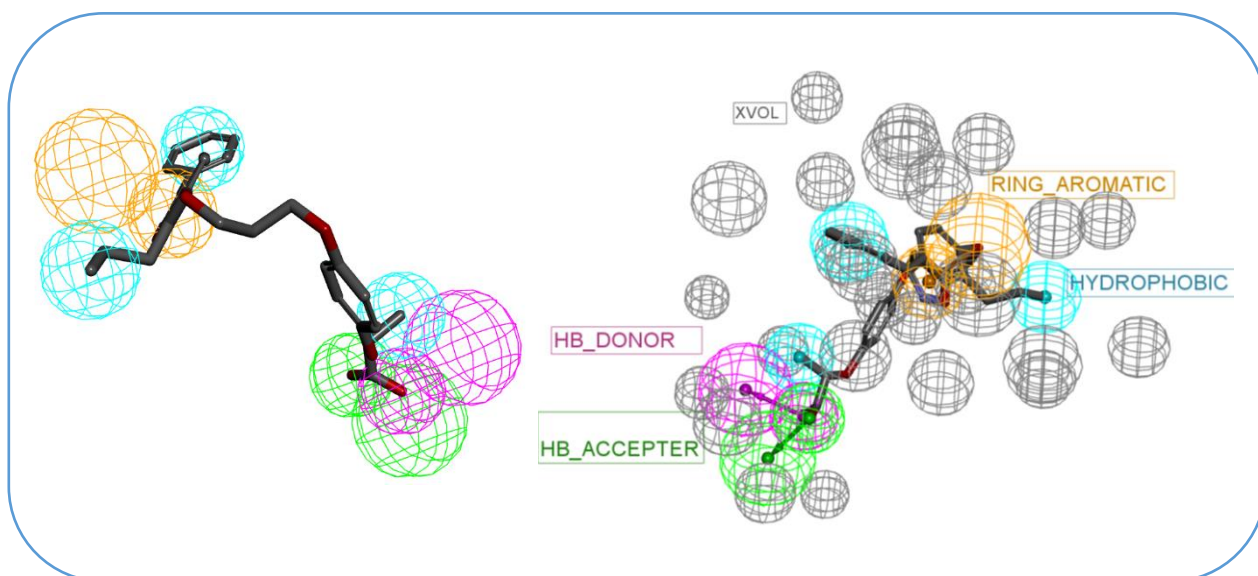 XVOL
RING_AROMATIC
HYDROPHOBIC
HB_DONOR
HB_ACCEPTER